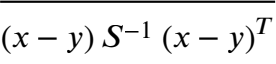 (x − y) S⁻¹ (x − y)ᵀ